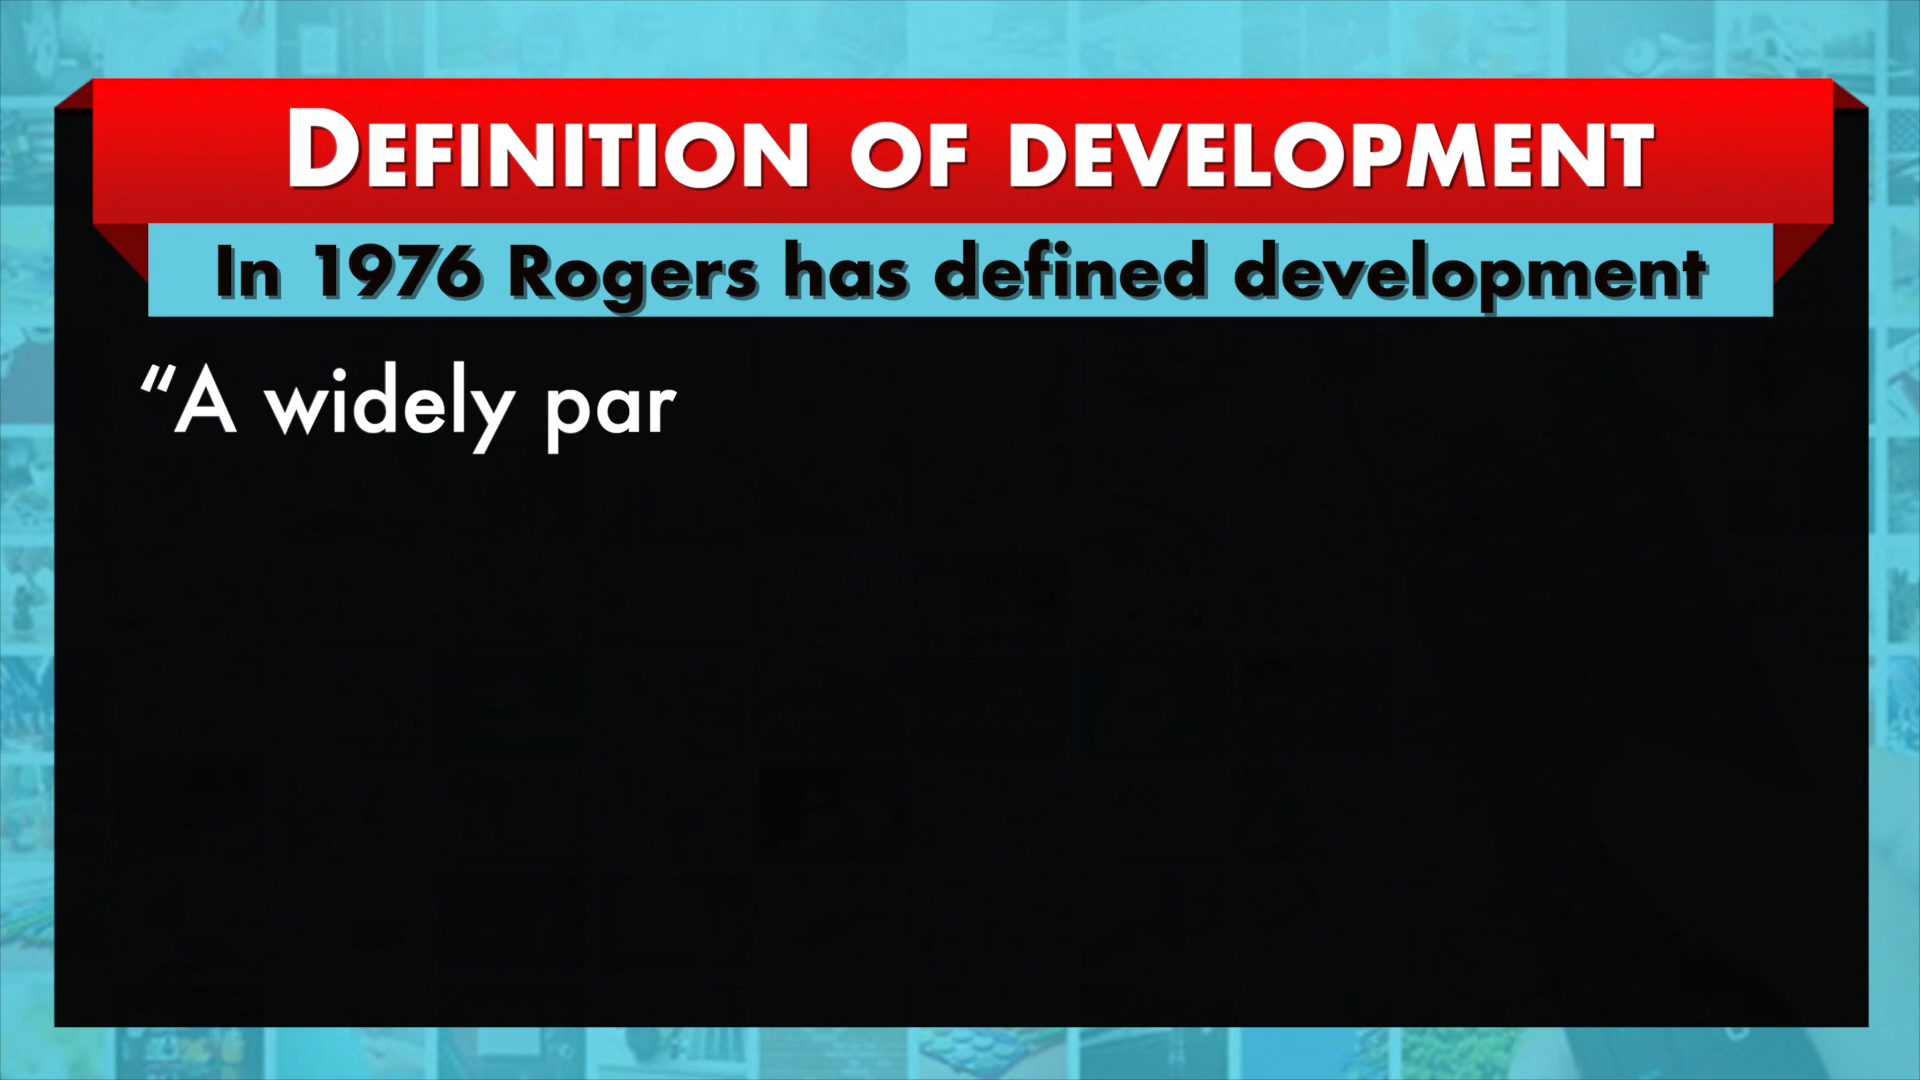 DEFINITION OF DEVELOPMENT
In 1976 Rogers has defined development
“A widely par